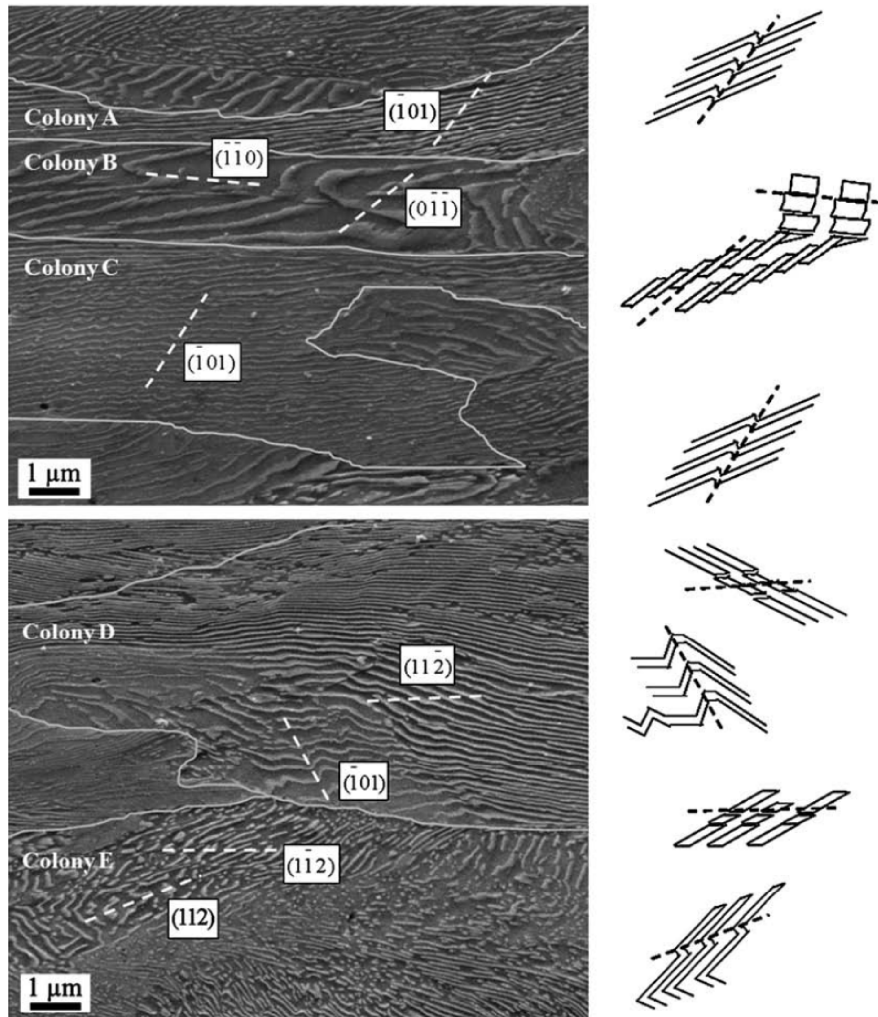 Colony A
(1̄01)
Colony B
(1̄1̄0)
(01̄1̄)
Colony C
(1̄01)
1 µm
Colony D
(112̄)
(1̄01)
Colony E
(11̄2)
(112)
1 µm